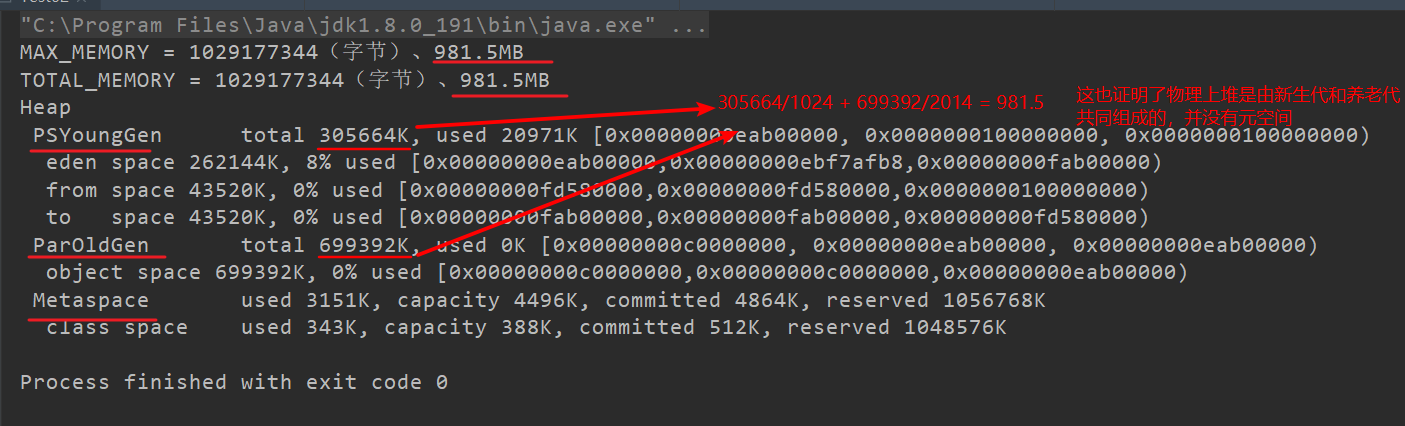 "C:\Program Files\Java\jdk1.8.0_191\bin\java.exe" ...
MAX_MEMORY = 1029177344（字节）、981.5MB
TOTAL_MEMORY = 1029177344（字节）、981.5MB
Heap
305664/1024 + 699392/2014 = 981.5
这也证明了物理上堆是由新生代和养老代
共同组成的，并没有元空间
PSYoungGen total 305664K, used 20971K [0x00000000eab00000, 0x0000000100000000, 0x0000000100000000)
eden space 262144K, 8% used [0x00000000eab00000,0x00000000ebf7afb8,0x00000000fab00000)
from space 43520K, 0% used [0x00000000fd580000,0x00000000fd580000,0x0000000100000000)
to space 43520K, 0% used [0x00000000fab00000,0x00000000fab00000,0x00000000fd580000)
ParOldGen total 699392K, used 0K [0x00000000c0000000, 0x00000000eab00000, 0x00000000eab00000)
object space 699392K, 0% used [0x00000000c0000000,0x00000000c0000000,0x00000000eab00000)
Metaspace used 3151K, capacity 4496K, committed 4864K, reserved 1056768K
class space used 343K, capacity 388K, committed 512K, reserved 1048576K
Process finished with exit code 0